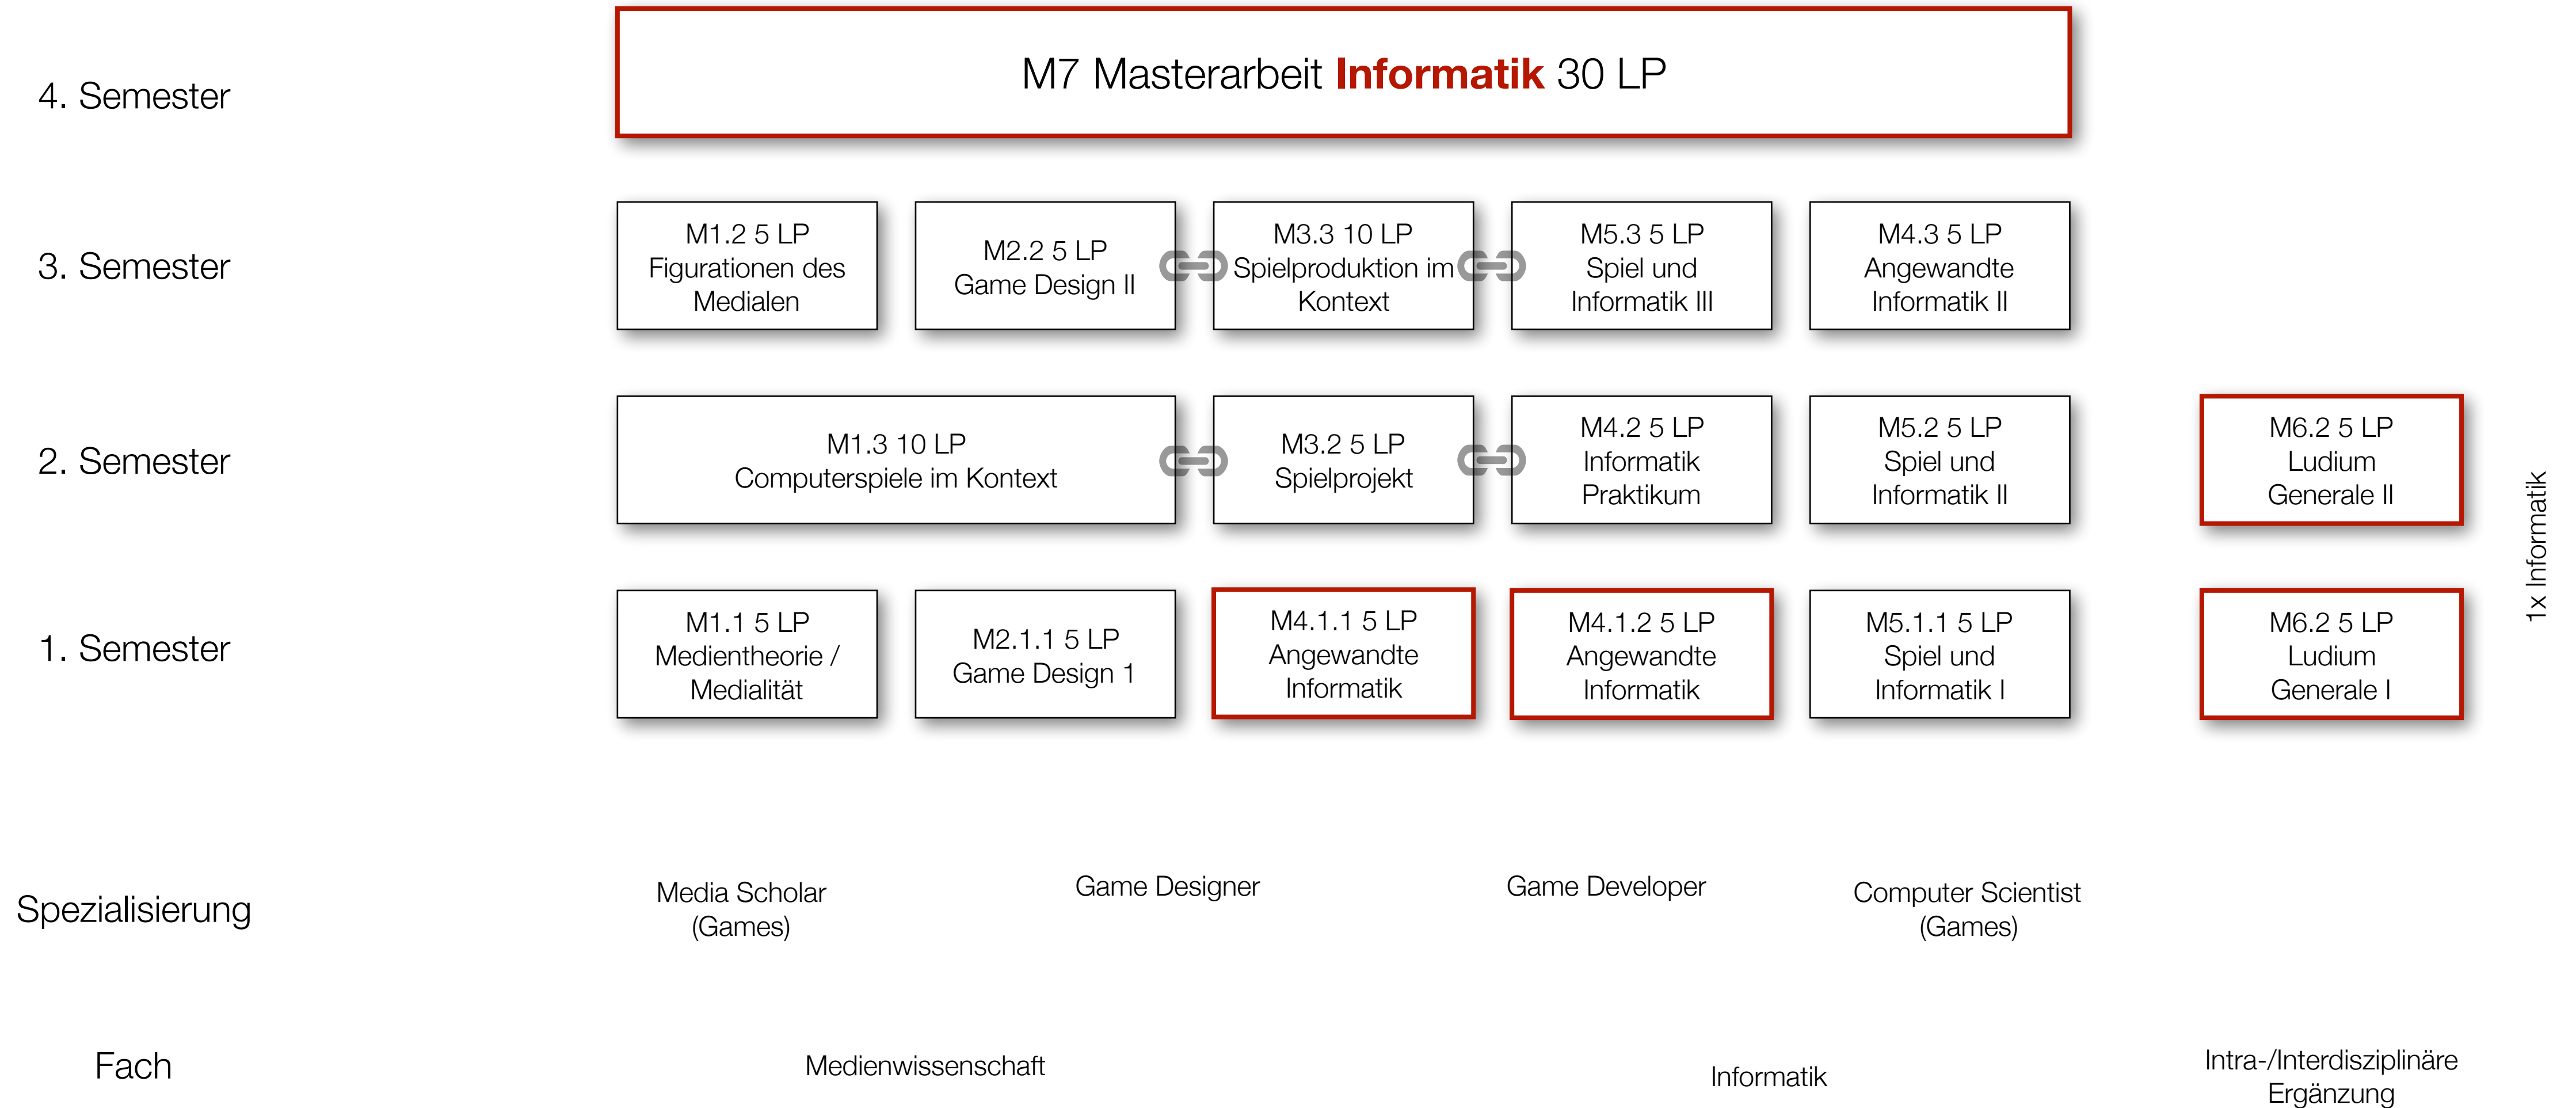 4. Semester
M7 Masterarbeit Informatik 30 LP
3. Semester
M1.2 5 LP
Figurationen des
Medialen
M2.2 5 LP
Game Design II
M3.3 10 LP
Spielproduktion im
Kontext
M5.3 5 LP
Spiel und
Informatik III
M4.3 5 LP
Angewandte
Informatik II
2. Semester
M1.3 10 LP
Computerspiele im Kontext
M3.2 5 LP
Spielprojekt
M4.2 5 LP
Informatik
Praktikum
M5.2 5 LP
Spiel und
Informatik II
M6.2 5 LP
Ludium
Generale II
1. Semester
M1.1 5 LP
Medientheorie /
Medialität
M2.1.1 5 LP
Game Design 1
M4.1.1 5 LP
Angewandte
Informatik
M4.1.2 5 LP
Angewandte
Informatik
M5.1.1 5 LP
Spiel und
Informatik I
M6.2 5 LP
Ludium
Generale I
1x Informatik
Spezialisierung
Media Scholar
(Games)
Game Designer
Game Developer
Computer Scientist
(Games)
Fach
Medienwissenschaft
Informatik
Intra-/Interdisziplinäre
Ergänzung